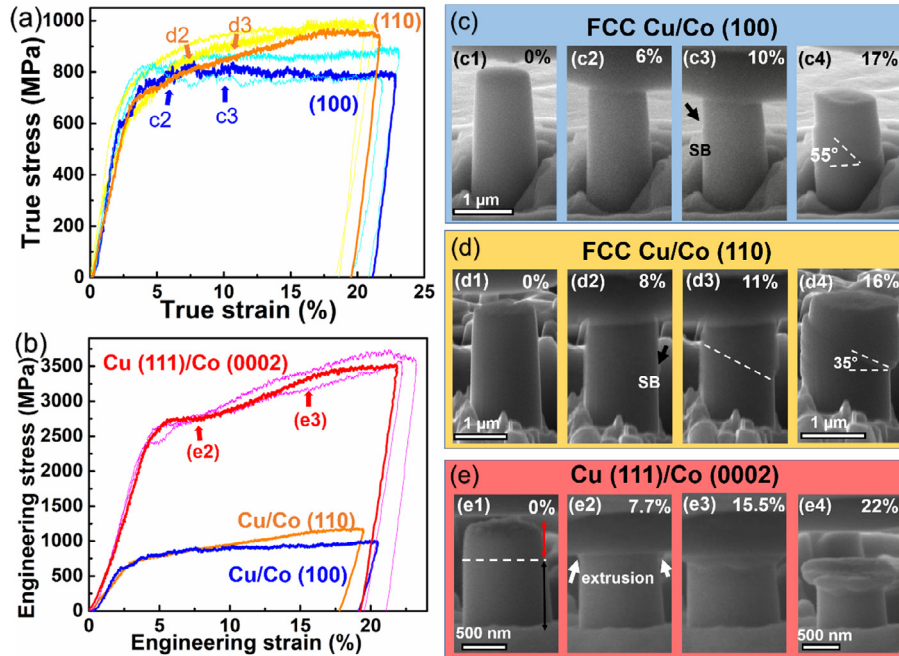 (a)
d2 d3 (110)
c2 c3 (100)
True stress (MPa)
1000
800
600
400
200
0
0 5 10 15 20 25
True strain (%)
(b)
Cu (111)/Co (0002)
(e2)
(e3)
Cu/Co (110)
Cu/Co (100)
Engineering stress (MPa)
3500
3000
2500
2000
1500
1000
500
0
0 5 10 15 20
Engineering strain (%)
(c) FCC Cu/Co (100)
(c1) 0%
1 μm
(c2) 6%
(c3) 10%
SB
(c4) 17%
55°
(d) FCC Cu/Co (110)
(d1) 0%
1 μm
(d2) 8%
SB
(d3) 11%
(d4) 16%
35°
1 μm
(e) Cu (111)/Co (0002)
(e1) 0%
500 nm
(e2) 7.7%
extrusion
(e3) 15.5%
(e4) 22%
500 nm